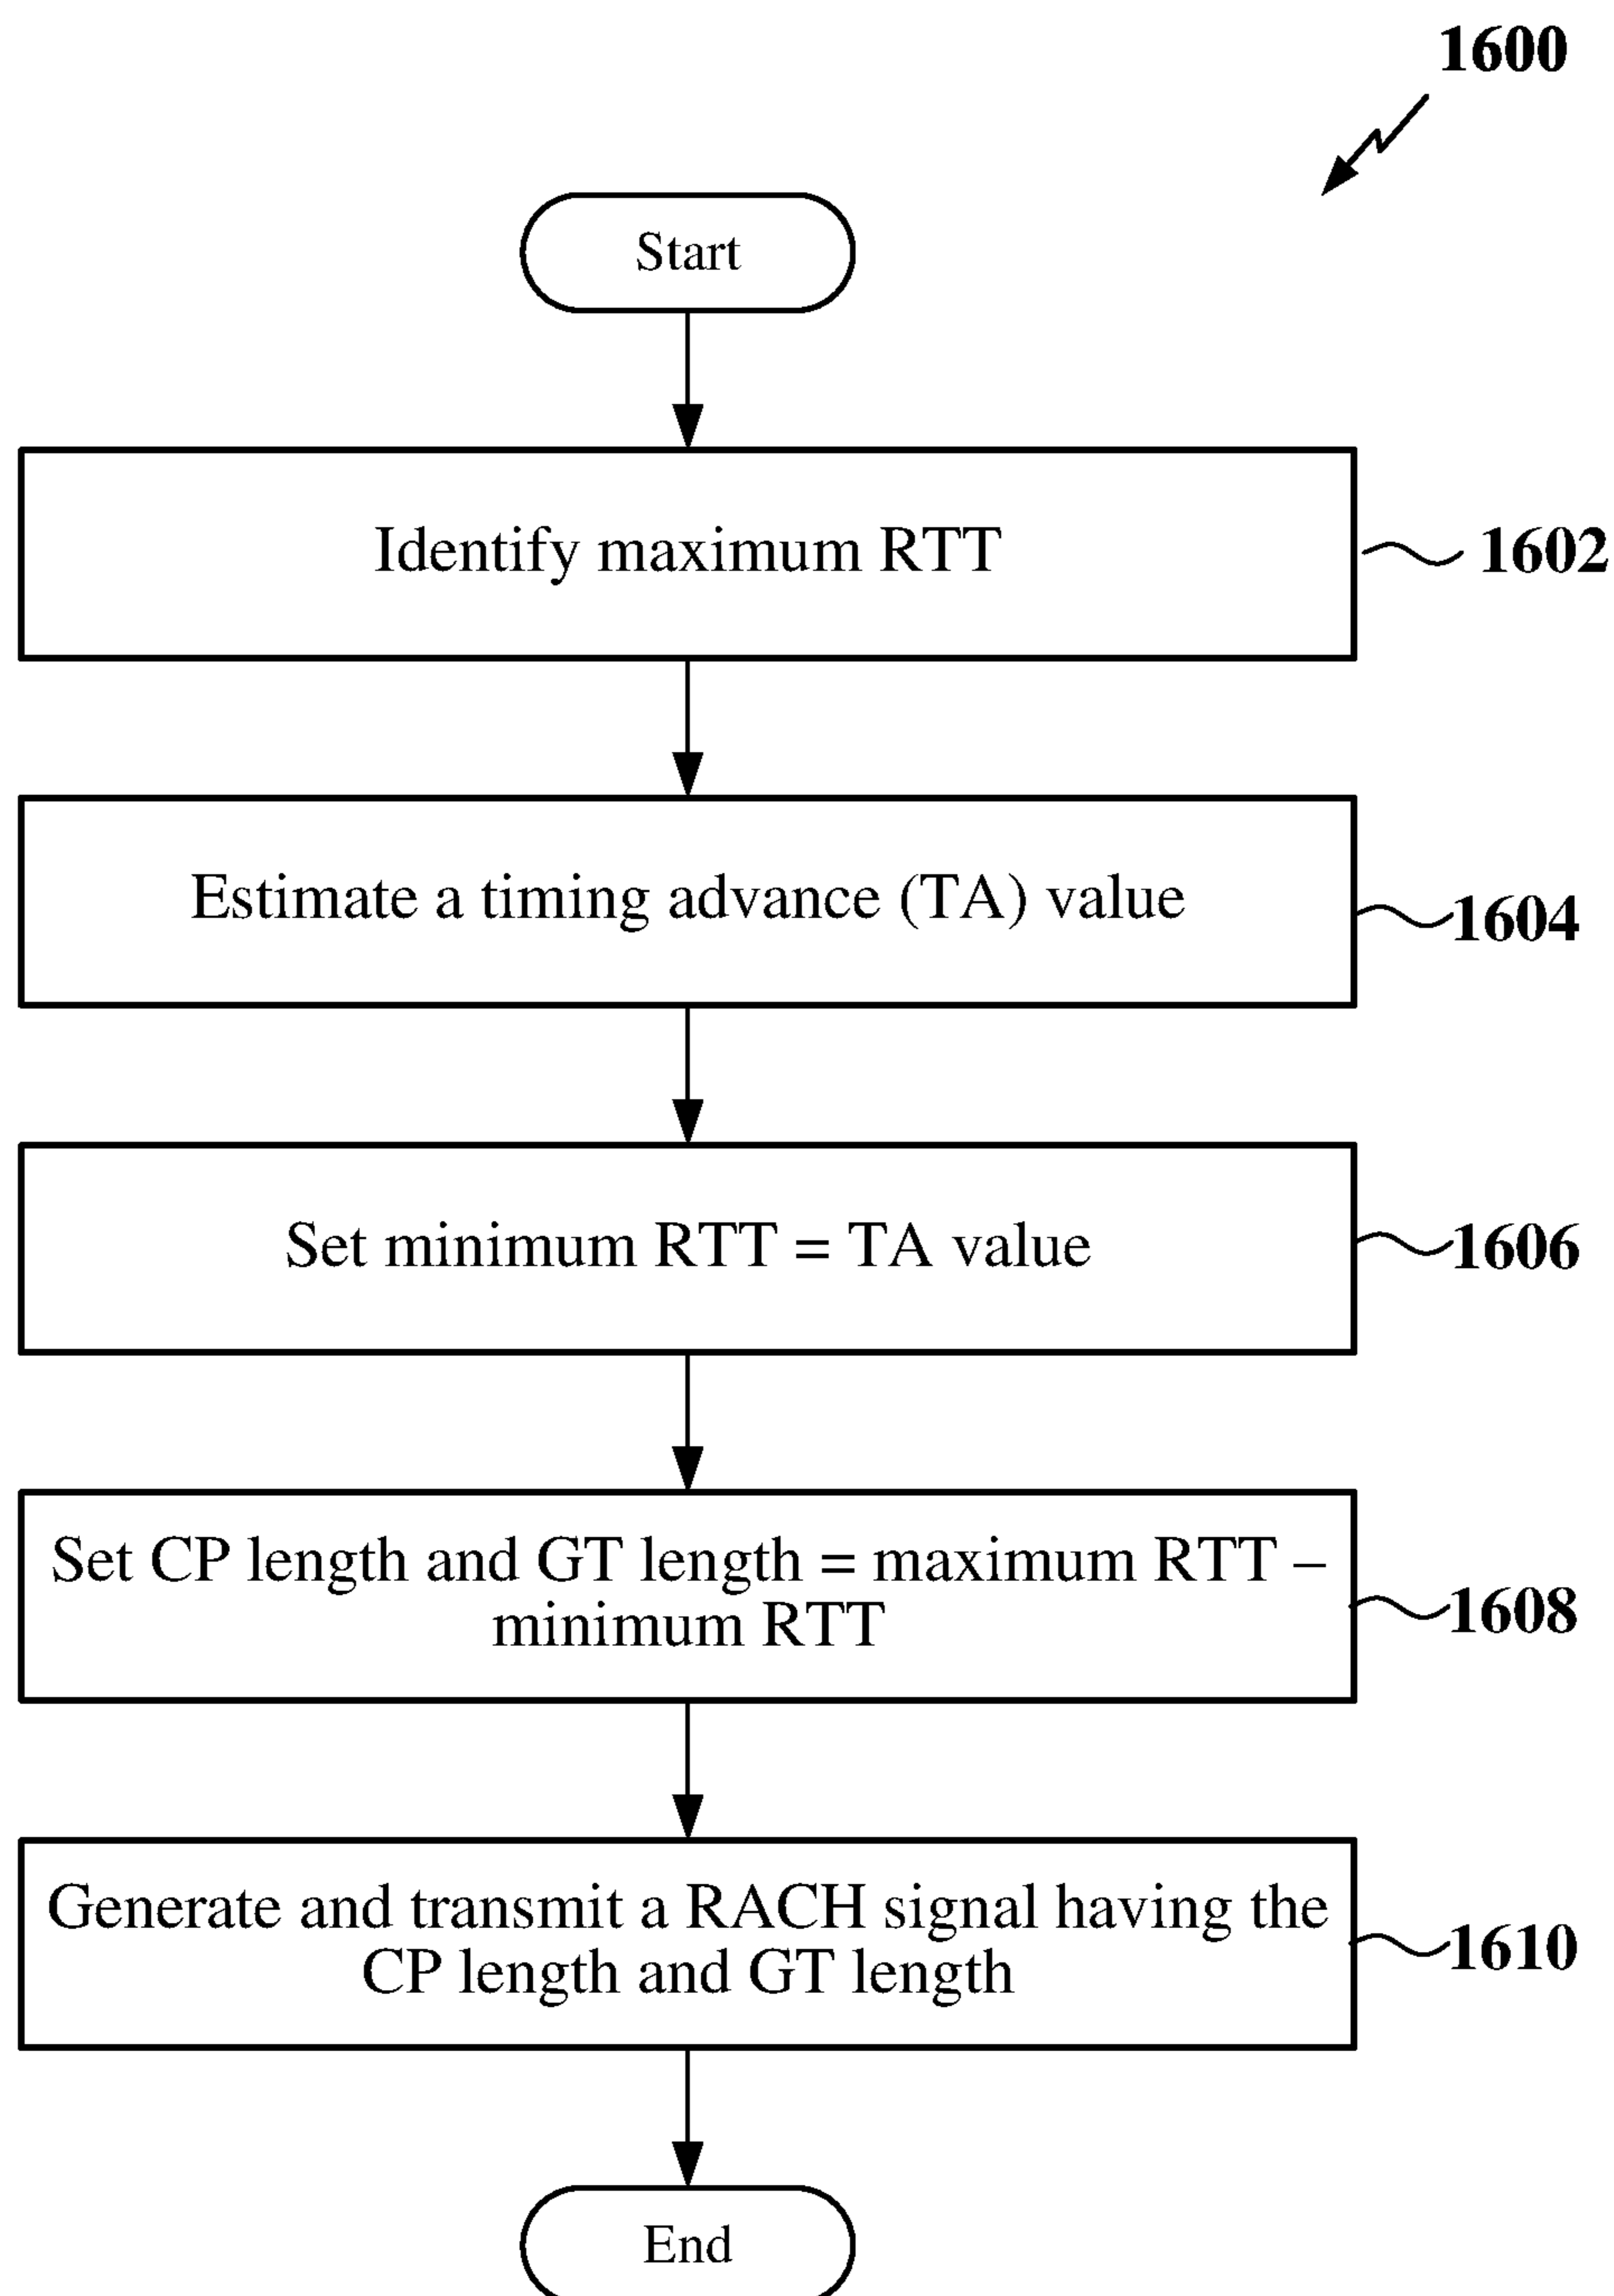 1600
Start
Identify maximum RTT
1602
Estimate a timing advance (TA) value
1604
Set minimum RTT = TA value
1606
Set CP length and GT length = maximum RTT –
minimum RTT
1608
Generate and transmit a RACH signal having the
CP length and GT length
1610
End